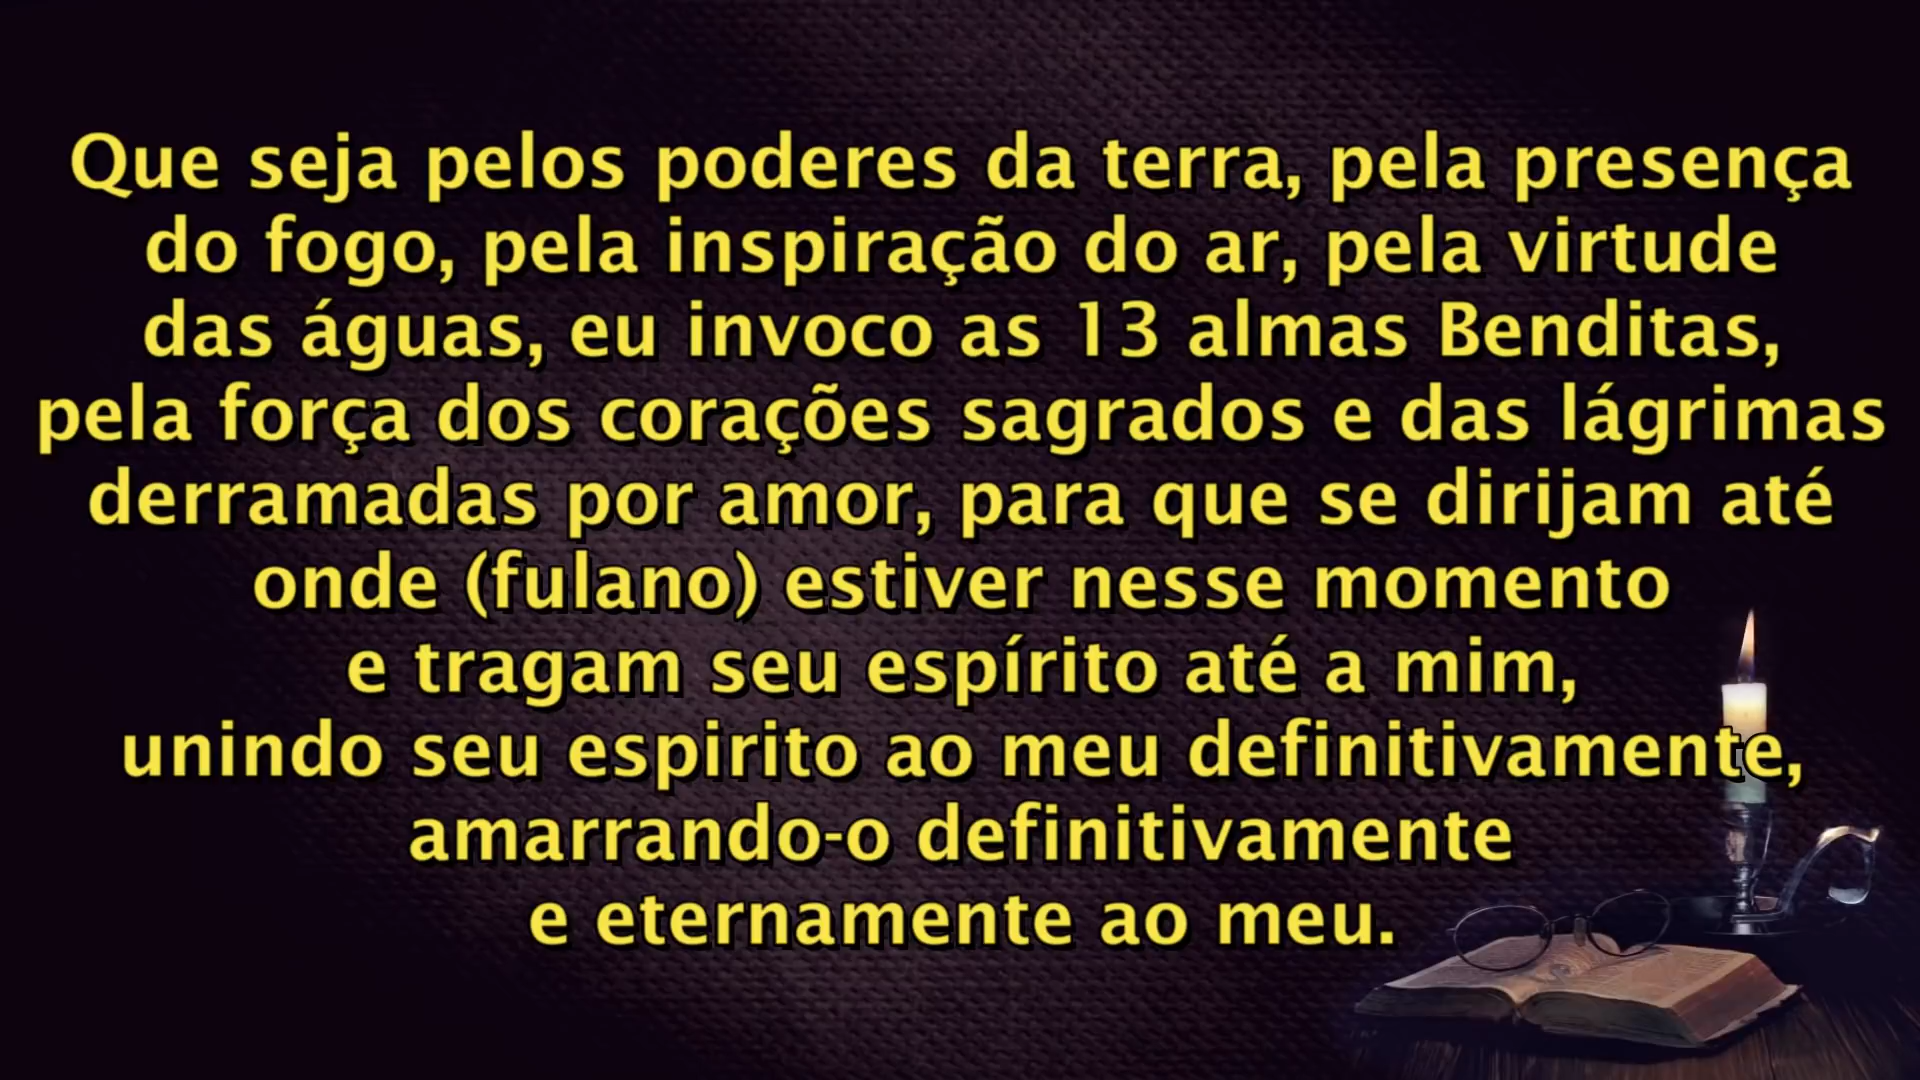 Que seja pelos poderes da terra, pela presença
do fogo, pela inspiração do ar, pela virtude
das águas, eu invoco as 13 almas Benditas,
pela força dos corações sagrados e das lágrimas
derramadas por amor, para que se dirijam até
onde (fulano) estiver nesse momento
e tragam seu espírito até a mim,
unindo seu espirito ao meu definitivamente,
amarrando-o definitivamente
e eternamente ao meu.